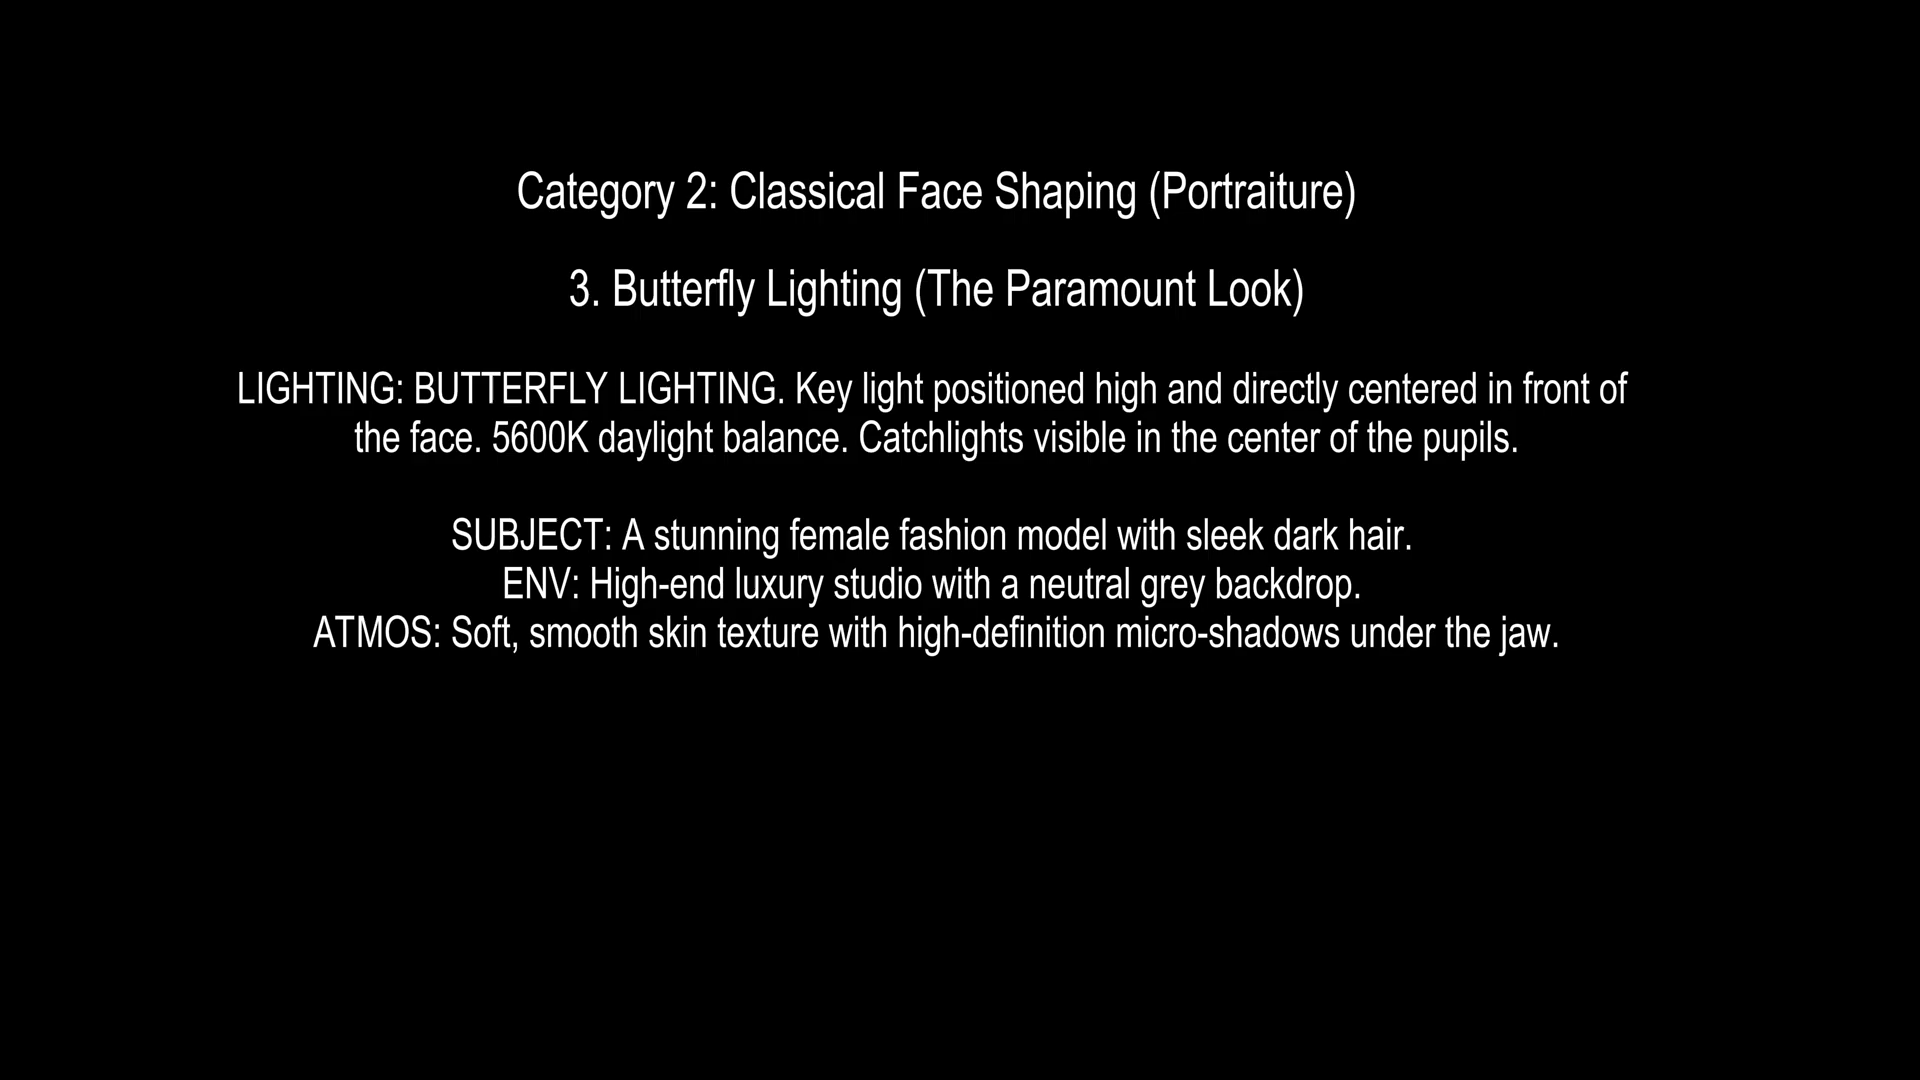 Category 2: Classical Face Shaping (Portraiture)
3. Butterfly Lighting (The Paramount Look)
LIGHTING: BUTTERFLY LIGHTING. Key light positioned high and directly centered in front of
the face. 5600K daylight balance. Catchlights visible in the center of the pupils.
SUBJECT: A stunning female fashion model with sleek dark hair.
ENV: High-end luxury studio with a neutral grey backdrop.
ATMOS: Soft, smooth skin texture with high-definition micro-shadows under the jaw.